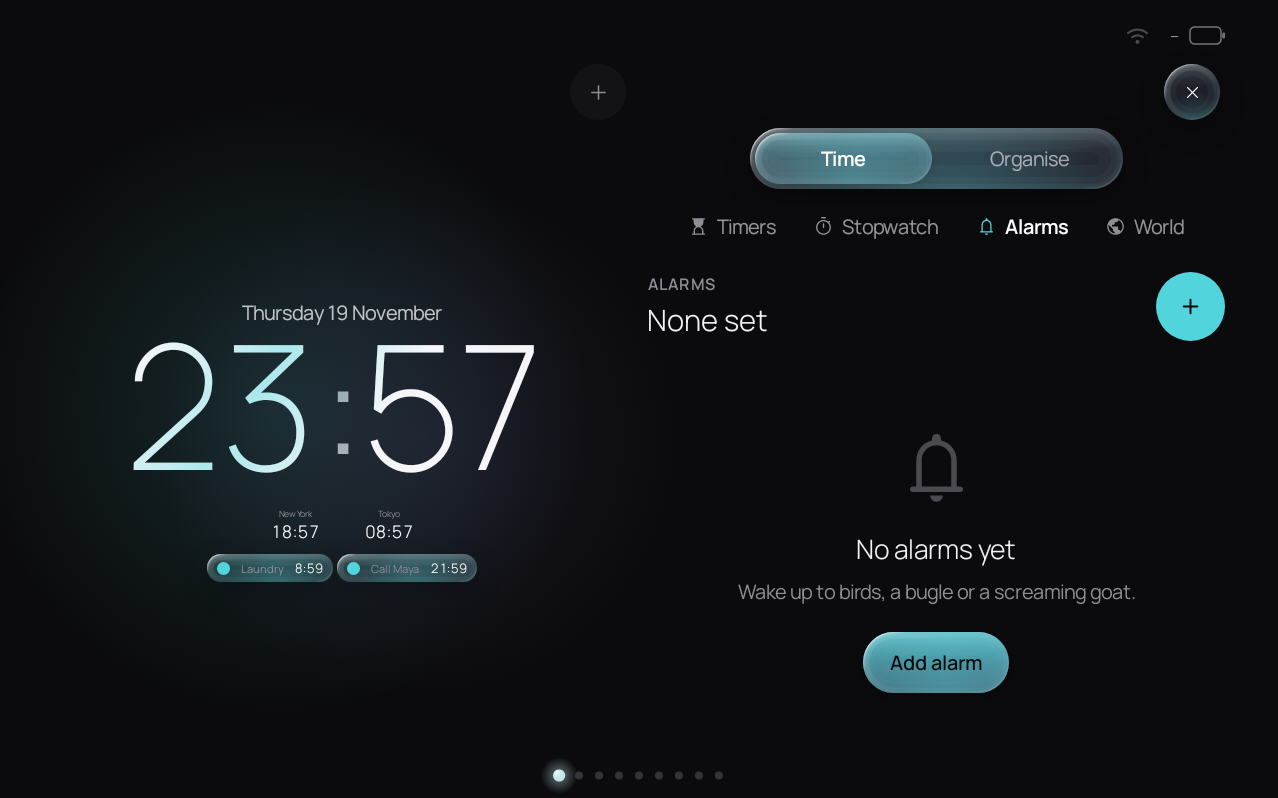 Time
Organise
Timers
Stopwatch
Alarms
World
ALARMS
None set
Thursday 19 November
23:57
New York
Tokyo
18:57
08:57
Laundry 8:59
Call Maya 21:59
No alarms yet
Wake up to birds, a bugle or a screaming goat.
Add alarm